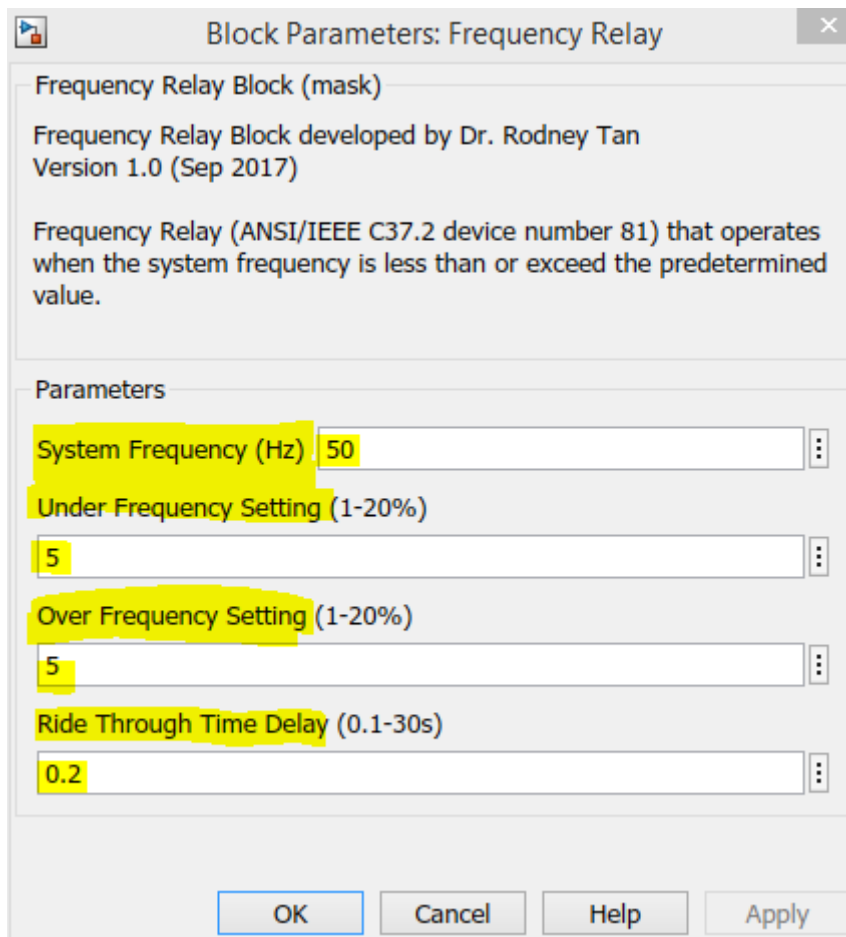 Block Parameters: Frequency Relay
Frequency Relay Block (mask)
Frequency Relay Block developed by Dr. Rodney Tan
Version 1.0 (Sep 2017)
Frequency Relay (ANSI/IEEE C37.2 device number 81) that operates
when the system frequency is less than or exceed the predetermined
value.
Parameters
System Frequency (Hz) 50
Under Frequency Setting (1-20%)
5
Over Frequency Setting (1-20%)
5
Ride Through Time Delay (0.1-30s)
0.2
OK Cancel Help Apply